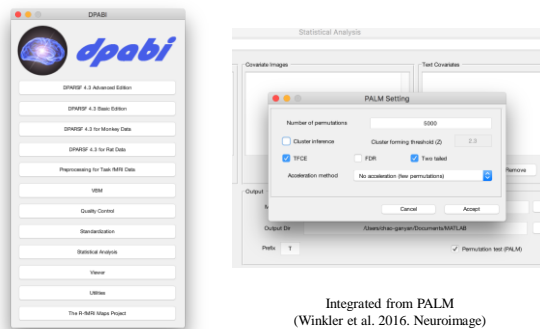 DPABI
dpabi
DPARSF 4.3 Advanced Edition
DPARSF 4.3 Basic Edition
DPARSF 4.3 for Monkey Data
DPARSF 4.3 for Rat Data
Preprocessing for Task fMRI Data
VBM
Quality Control
Standardization
Statistical Analysis
Viewer
Utilities
The R-fMRI Maps Project
Statistical Analysis
Covariate Images
Text Covariates
PALM Setting
Number of permutations 5000
Cluster inference Cluster forming threshold (Z) 2.3
TFCE FDR Two tailed
Acceleration method No acceleration (few permutations)
Remove
Output
Cancel Accept
Output Dir /Users/chao-ganyan/Documents/MATLAB
Prefix T Permutation test (PALM)
Integrated from PALM
(Winkler et al. 2016. Neuroimage)